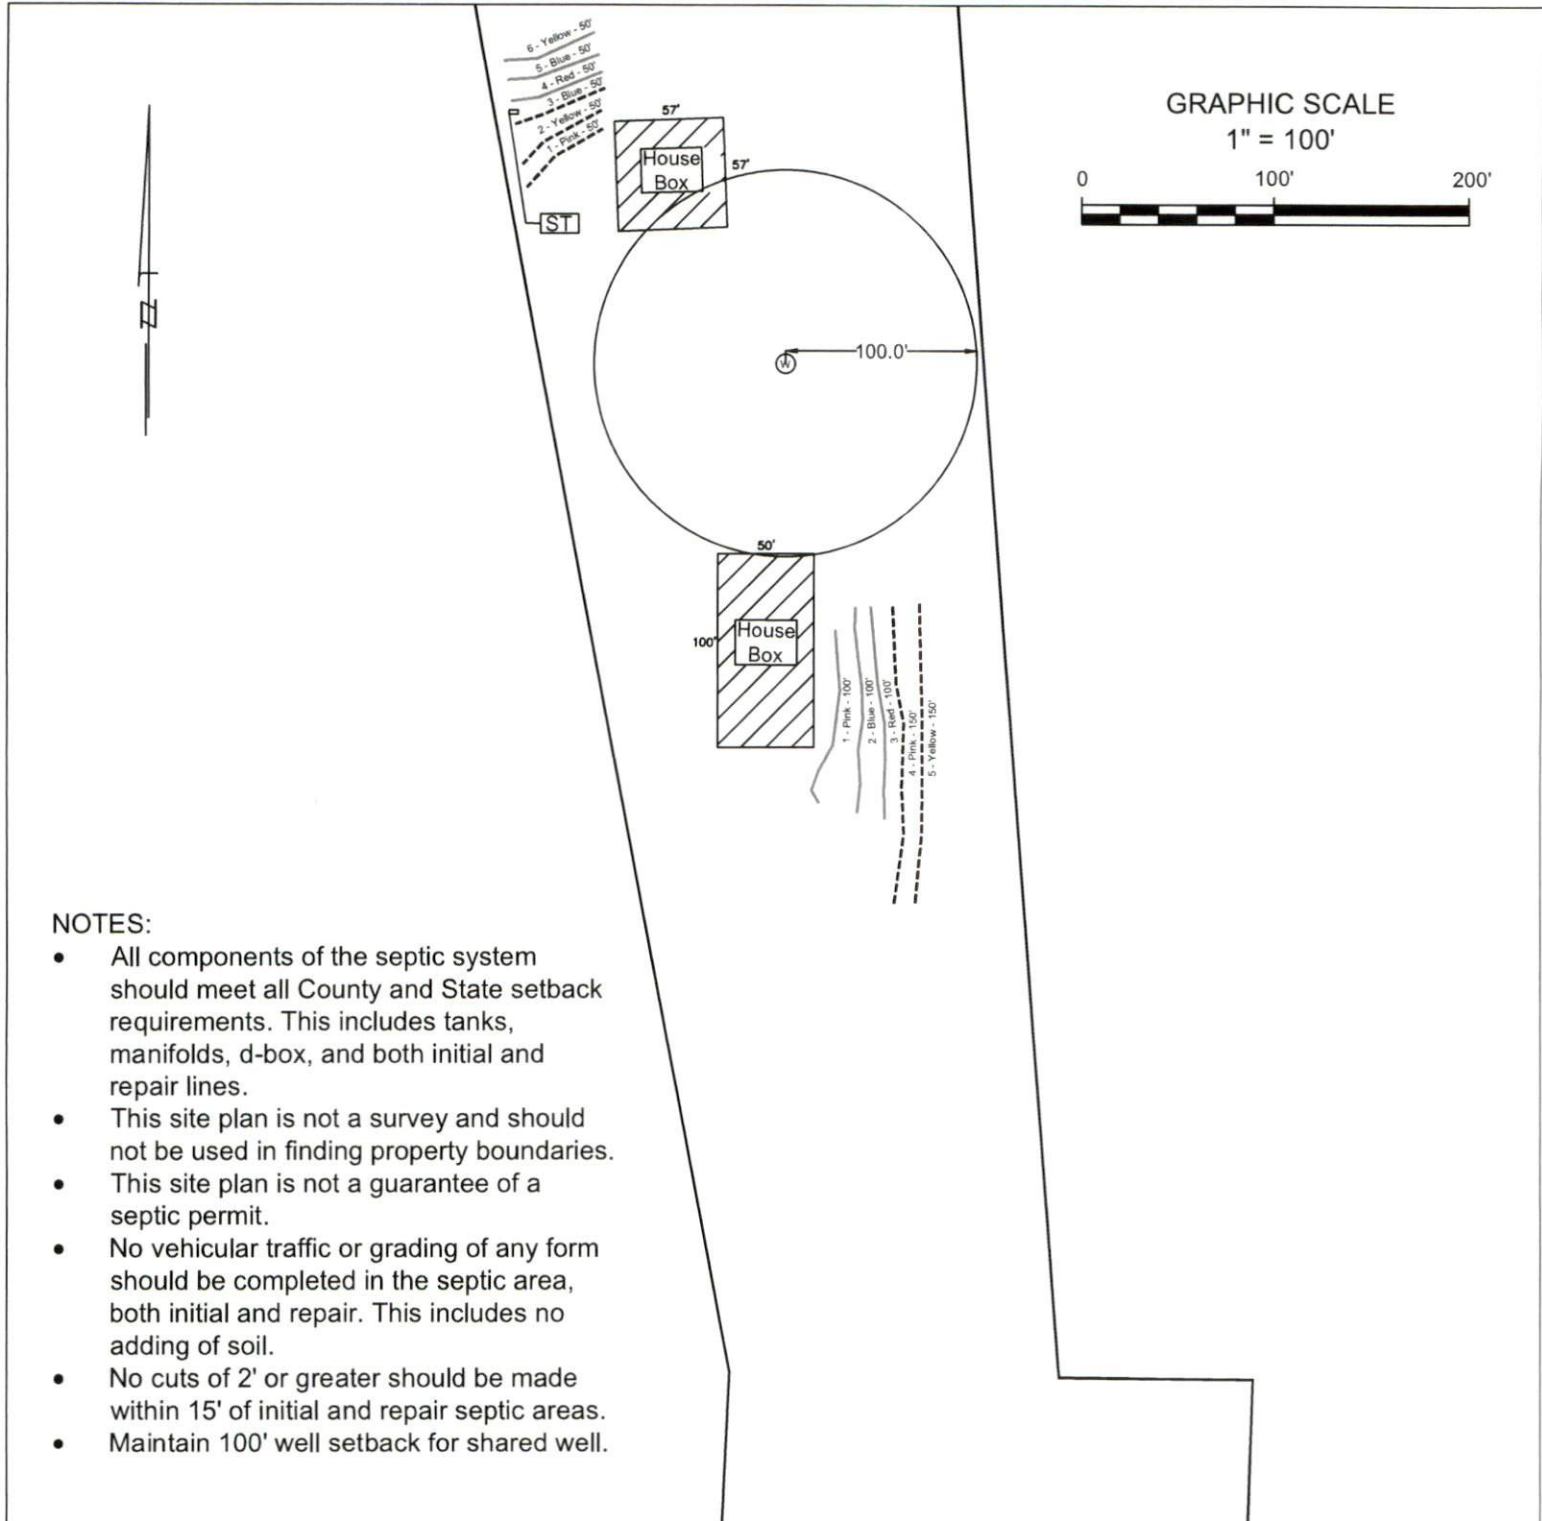 6 - Yellow - 50'
5 - Blue - 50'
4 - Red - 50'
3 - Blue - 50'
2 - Yellow - 50'
1 - Pink - 50'
57'
House
Box
57'
ST
GRAPHIC SCALE
1" = 100'
0 100' 200'
N
100.0'
W
50'
100'
House
Box
1 - Pink - 100'
2 - Blue - 100'
3 - Red - 100'
4 - Pink - 150'
5 - Yellow - 150'
NOTES:
• All components of the septic system
should meet all County and State setback
requirements. This includes tanks,
manifolds, d-box, and both initial and
repair lines.
• This site plan is not a survey and should
not be used in finding property boundaries.
• This site plan is not a guarantee of a
septic permit.
• No vehicular traffic or grading of any form
should be completed in the septic area,
both initial and repair. This includes no
adding of soil.
• No cuts of 2' or greater should be made
within 15' of initial and repair septic areas.
• Maintain 100' well setback for shared well.